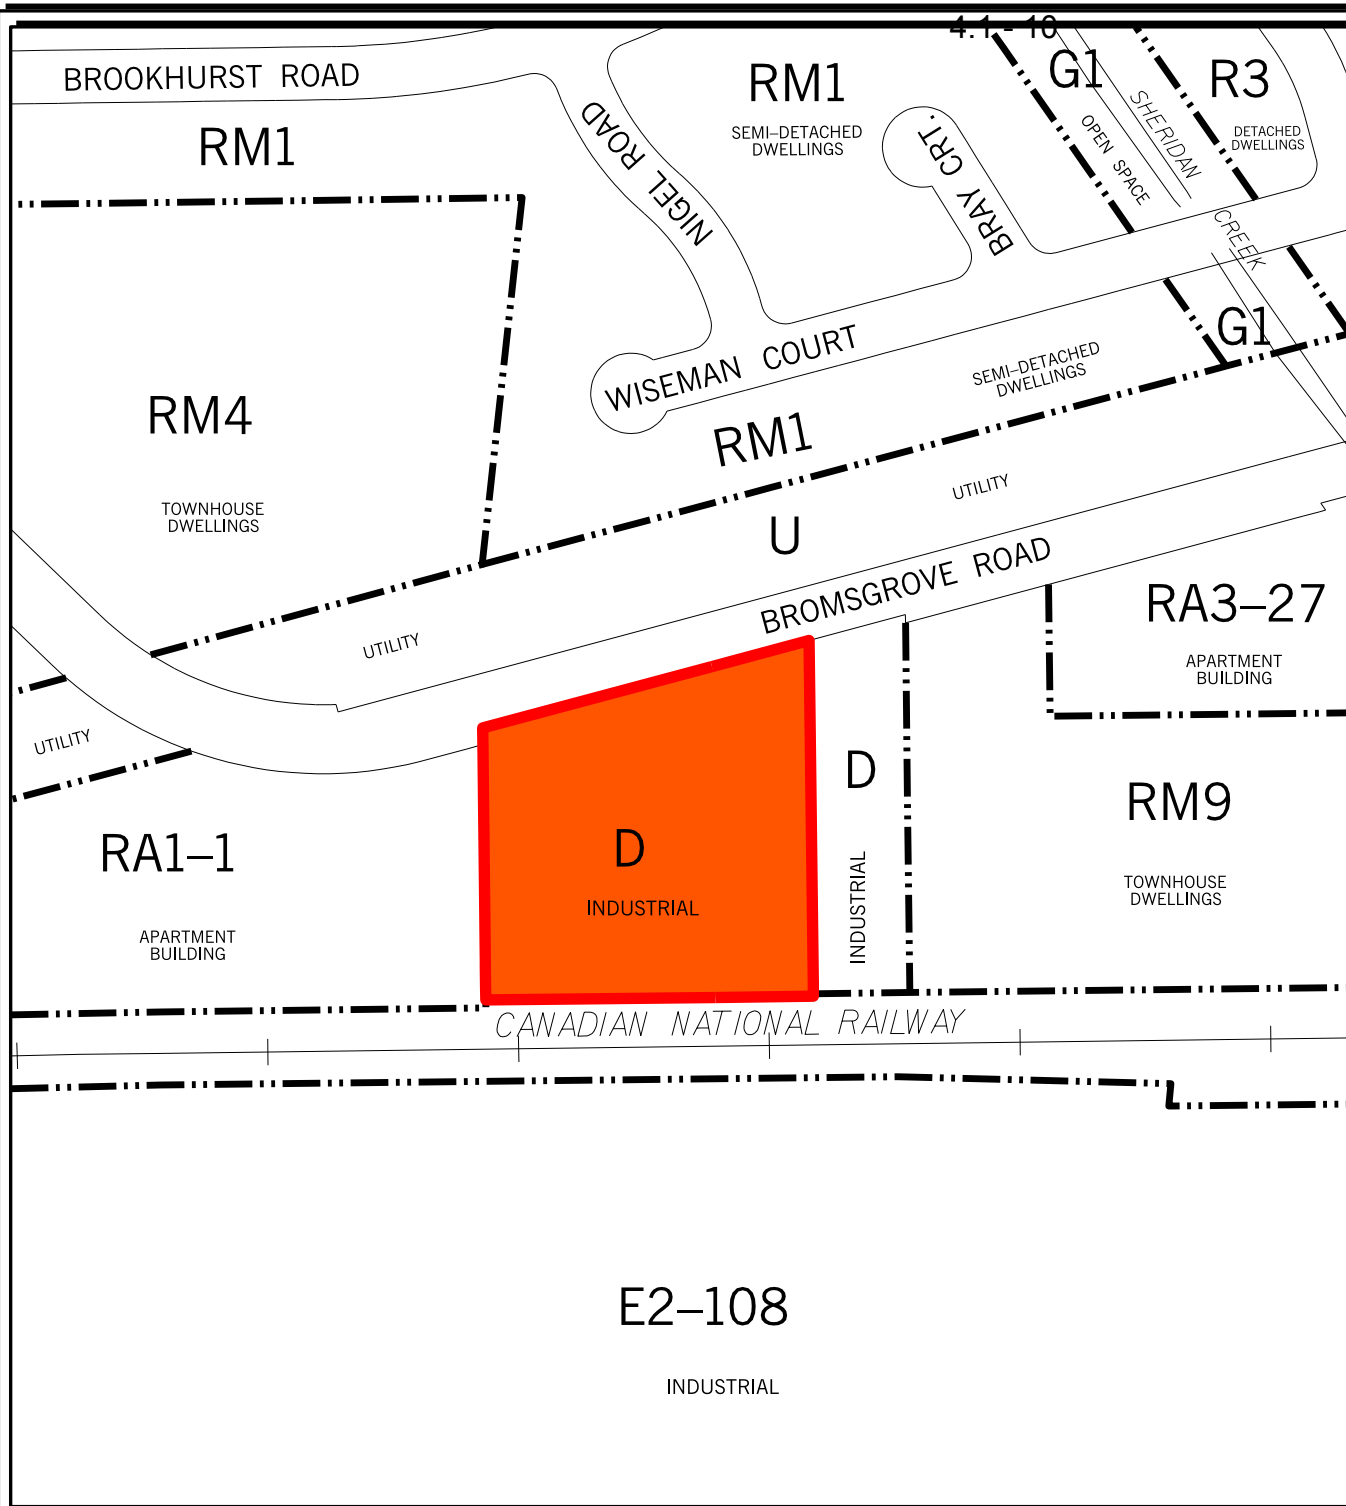 4.1 - 10
BROOKHURST ROAD
RM1
NIGEL ROAD
RM1
SEMI–DETACHED
DWELLINGS
BRAY CRT.
G1
OPEN SPACE
SHERIDAN
CREEK
R3
DETACHED
DWELLINGS
G1
WISEMAN COURT
SEMI–DETACHED
DWELLINGS
RM1
RM4
TOWNHOUSE
DWELLINGS
UTILITY
U
BROMSGROVE ROAD
UTILITY
UTILITY
RA3–27
APARTMENT
BUILDING
D
INDUSTRIAL
D
INDUSTRIAL
RM9
TOWNHOUSE
DWELLINGS
RA1–1
APARTMENT
BUILDING
CANADIAN NATIONAL RAILWAY
E2–108
INDUSTRIAL